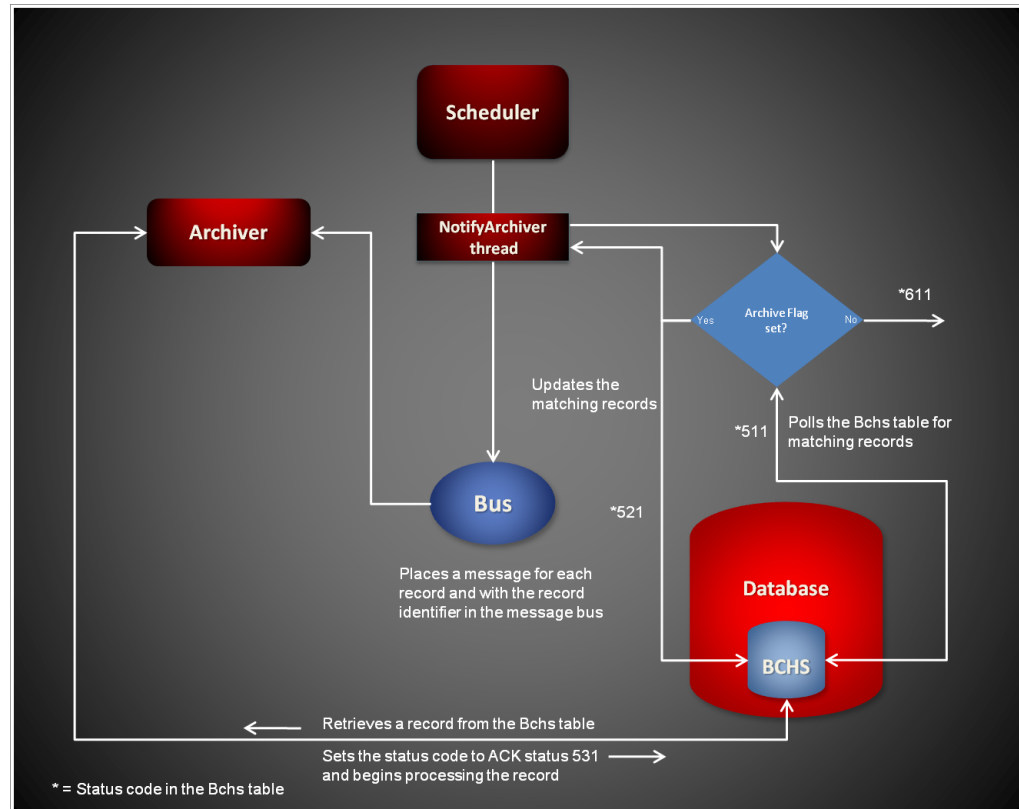 Scheduler
NotifyArchiver
thread
Archiver
*611
Archive Flag
set?
Yes
No
Updates the
matching records
*511
Polls the Bchs table for
matching records
Bus
*521
Places a message for each
record and with the record
identifier in the message bus
Database
BCHS
Retrieves a record from the Bchs table
Sets the status code to ACK status 531
and begins processing the record
* = Status code in the Bchs table